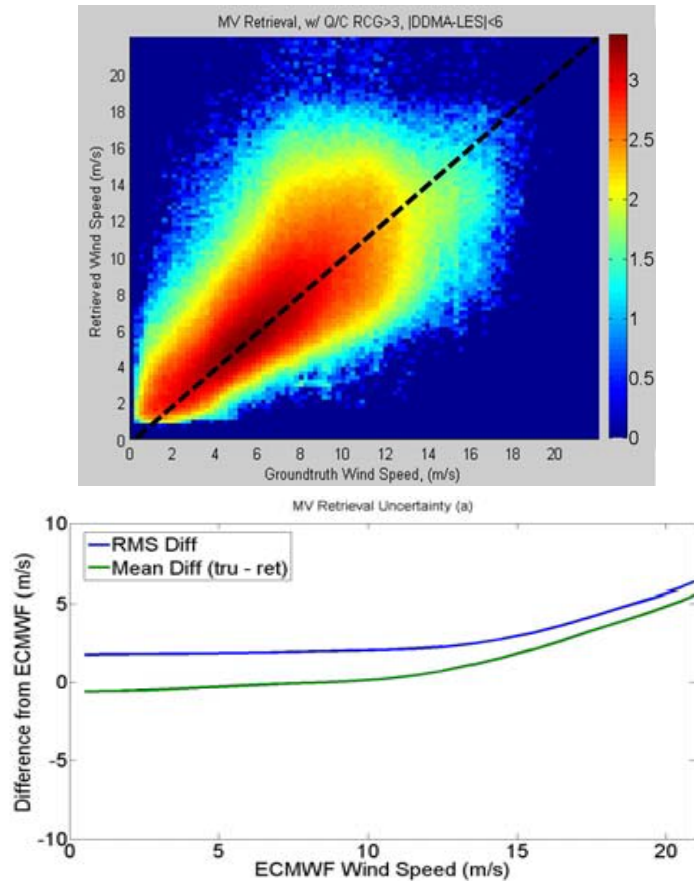 MV Retrieval, w/ Q/C RCG>3, |DDMA-LES|<6
Retrieved Wind Speed (m/s)
20
18
16
14
12
10
8
6
4
2
0
0 2 4 6 8 10 12 14 16 18 20
Groundtruth Wind Speed, (m/s)
3
2.5
2
1.5
1
0.5
0
MV Retrieval Uncertainty (a)
Difference from ECMWF (m/s)
10
5
0
-5
-10
RMS Diff
Mean Diff (tru - ret)
0 5 10 15 20
ECMWF Wind Speed (m/s)